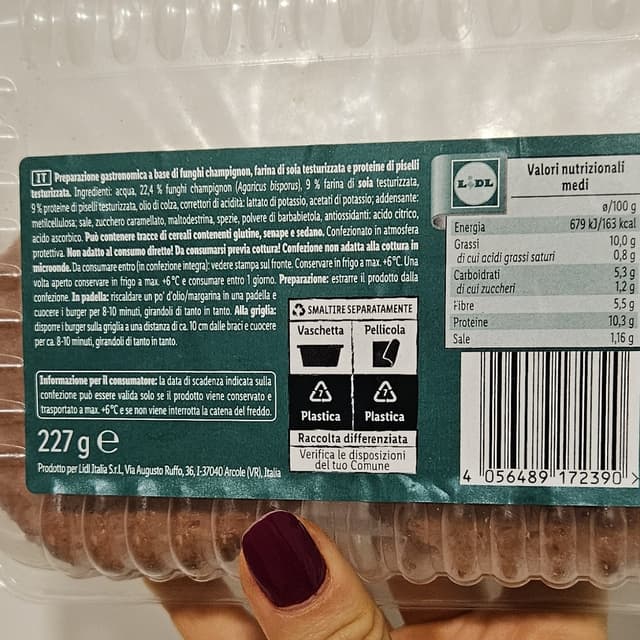 IT Preparazione gastronomica a base di funghi champignon, farina di soia testurizzata e proteine di piselli
testurizzata. Ingredienti: acqua, 22,4 % funghi champignon (Agaricus bisporus), 9 % farina di soia testurizzata,
9 % proteine di piselli testurizzata, olio di colza, correttori di acidità: lattato di potassio, acetati di potassio; addensante:
metilcellulosa, sale, zucchero caramellato, maltodestrina, spezie, polvere di barbabietola, antiossidanti: acido citrico,
acido ascorbico. Può contenere tracce di cereali contenenti glutine, senape e sedano. Confezionato in atmosfera
protettiva. Non adatto al consumo diretto! Da consumarsi previa cottura! Confezione non adatta alla cottura in
microonde. Da consumare entro (in confezione integra): vedere stampa sul fronte. Conservare in frigo a max. +6°C. Una
volta aperto conservare in frigo a max. +6°C e consumare entro 1 giorno. Preparazione: estrarre il prodotto dalla
confezione. In padella: riscaldare un po' d'olio/margarina in una padella e
cuocere i burger per 8-10 minuti, girandoli di tanto in tanto. Alla griglia:
disporre i burger sulla griglia a una distanza di ca. 10 cm dalle braci e cuocere
per ca. 8-10 minuti, girandoli di tanto in tanto.
Informazione per il consumatore: la data di scadenza indicata sulla
confezione può essere valida solo se il prodotto viene conservato e
trasportato a max. +6°C e se non viene interrotta la catena del freddo.
227 g e
Prodotto per Lidl Italia S.r.l., Via Augusto Ruffo, 36, I-37040 Arcole (VR), Italia
SMALTIRE SEPARATAMENTE
Vaschetta Pellicola
7 7
Plastica Plastica
Raccolta differenziata
Verifica le disposizioni
del tuo Comune
LIDL
Valori nutrizionali
medi
ø/100 g
Energia 679 kJ/163 kcal
Grassi 10,0 g
di cui acidi grassi saturi 0,8 g
Carboidrati 5,3 g
di cui zuccheri 1,2 g
Fibre 5,5 g
Proteine 10,3 g
Sale 1,16 g
4 056489 172390 >